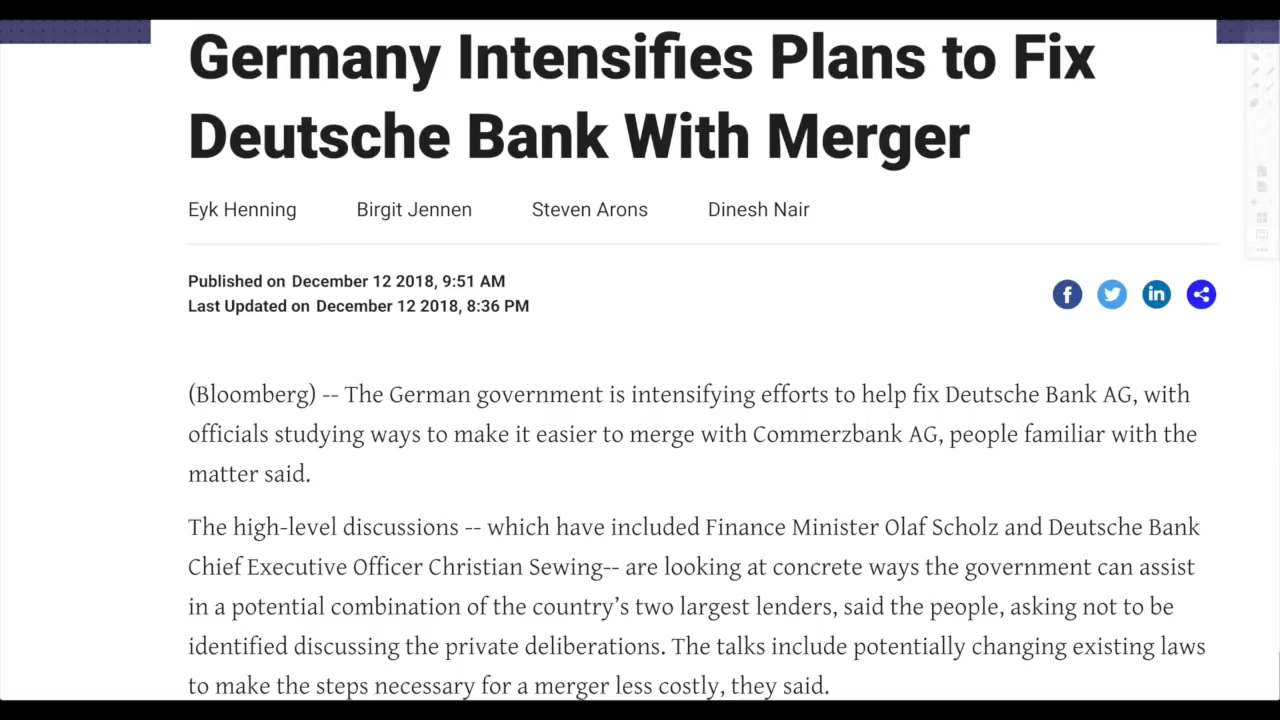 Germany Intensifies Plans to Fix
Deutsche Bank With Merger
Eyk Henning Birgit Jennen Steven Arons Dinesh Nair
Published on December 12 2018, 9:51 AM
Last Updated on December 12 2018, 8:36 PM
(Bloomberg) -- The German government is intensifying efforts to help fix Deutsche Bank AG, with
officials studying ways to make it easier to merge with Commerzbank AG, people familiar with the
matter said.
The high-level discussions -- which have included Finance Minister Olaf Scholz and Deutsche Bank
Chief Executive Officer Christian Sewing-- are looking at concrete ways the government can assist
in a potential combination of the country’s two largest lenders, said the people, asking not to be
identified discussing the private deliberations. The talks include potentially changing existing laws
to make the steps necessary for a merger less costly, they said.